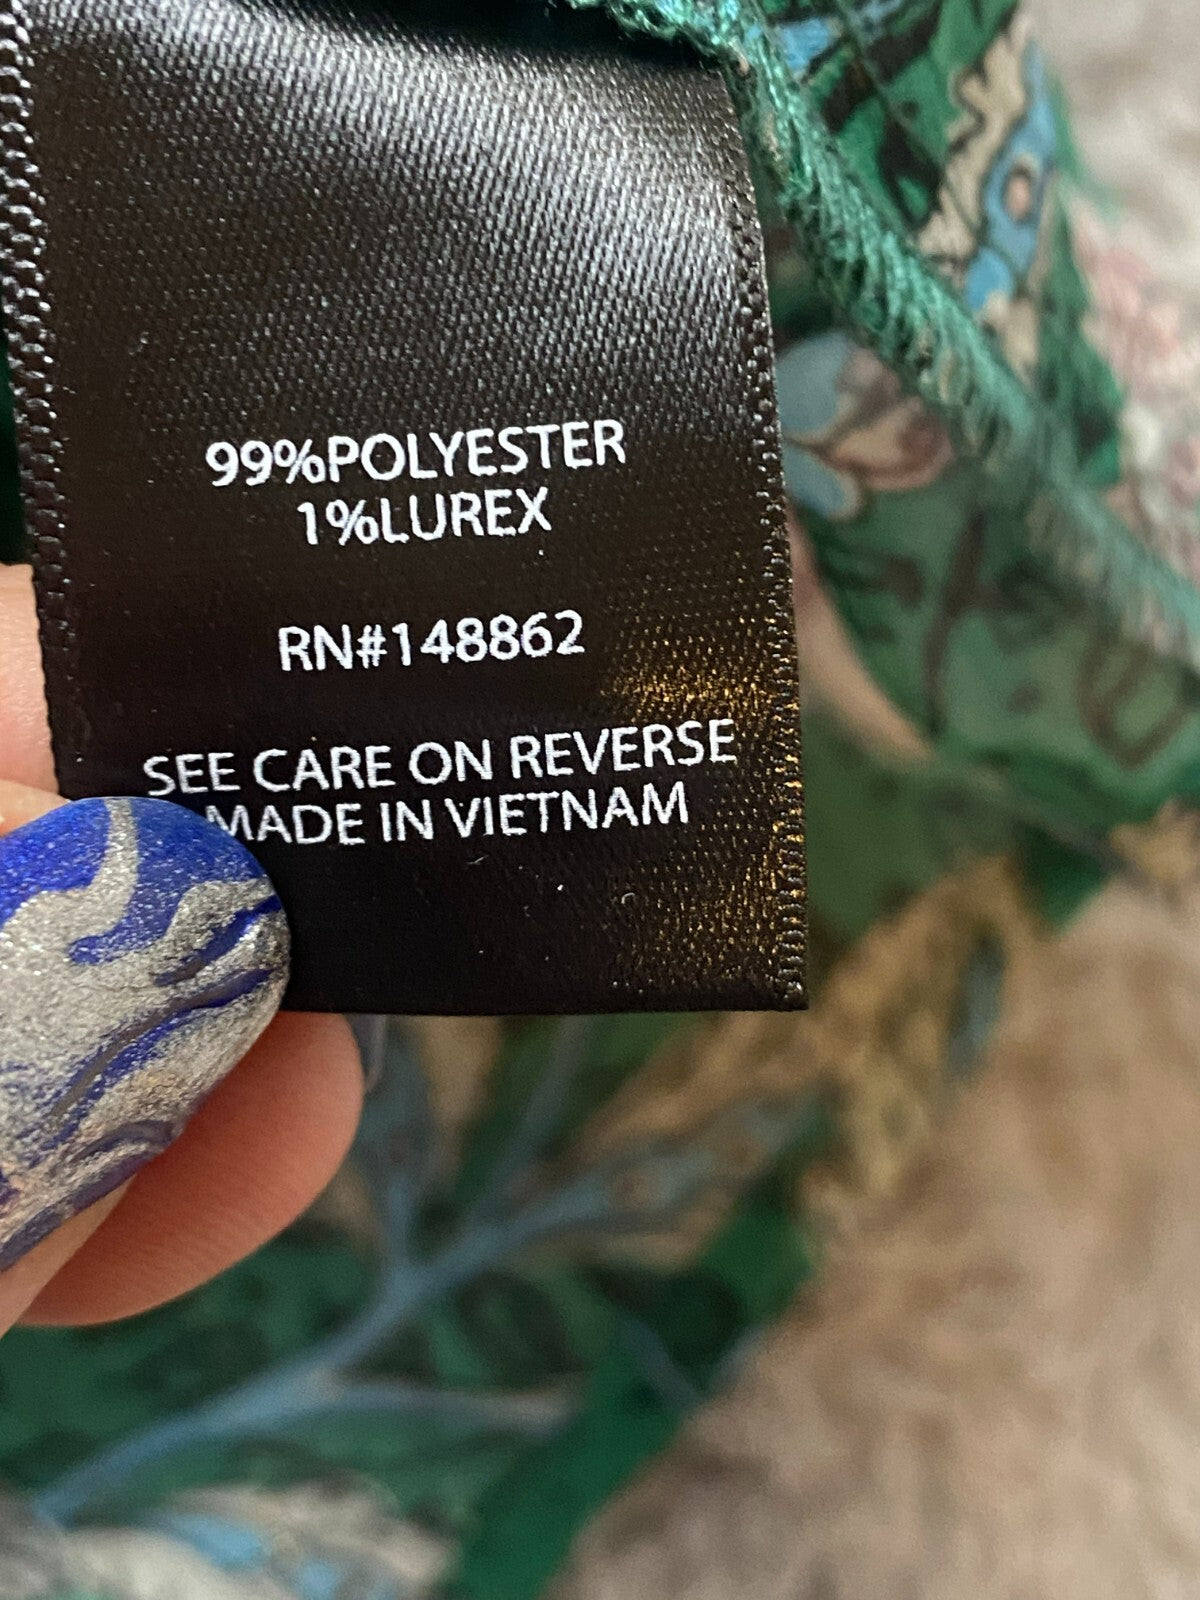 99%POLYESTER
1%LUREX
RN#148862
SEE CARE ON REVERSE
MADE IN VIETNAM